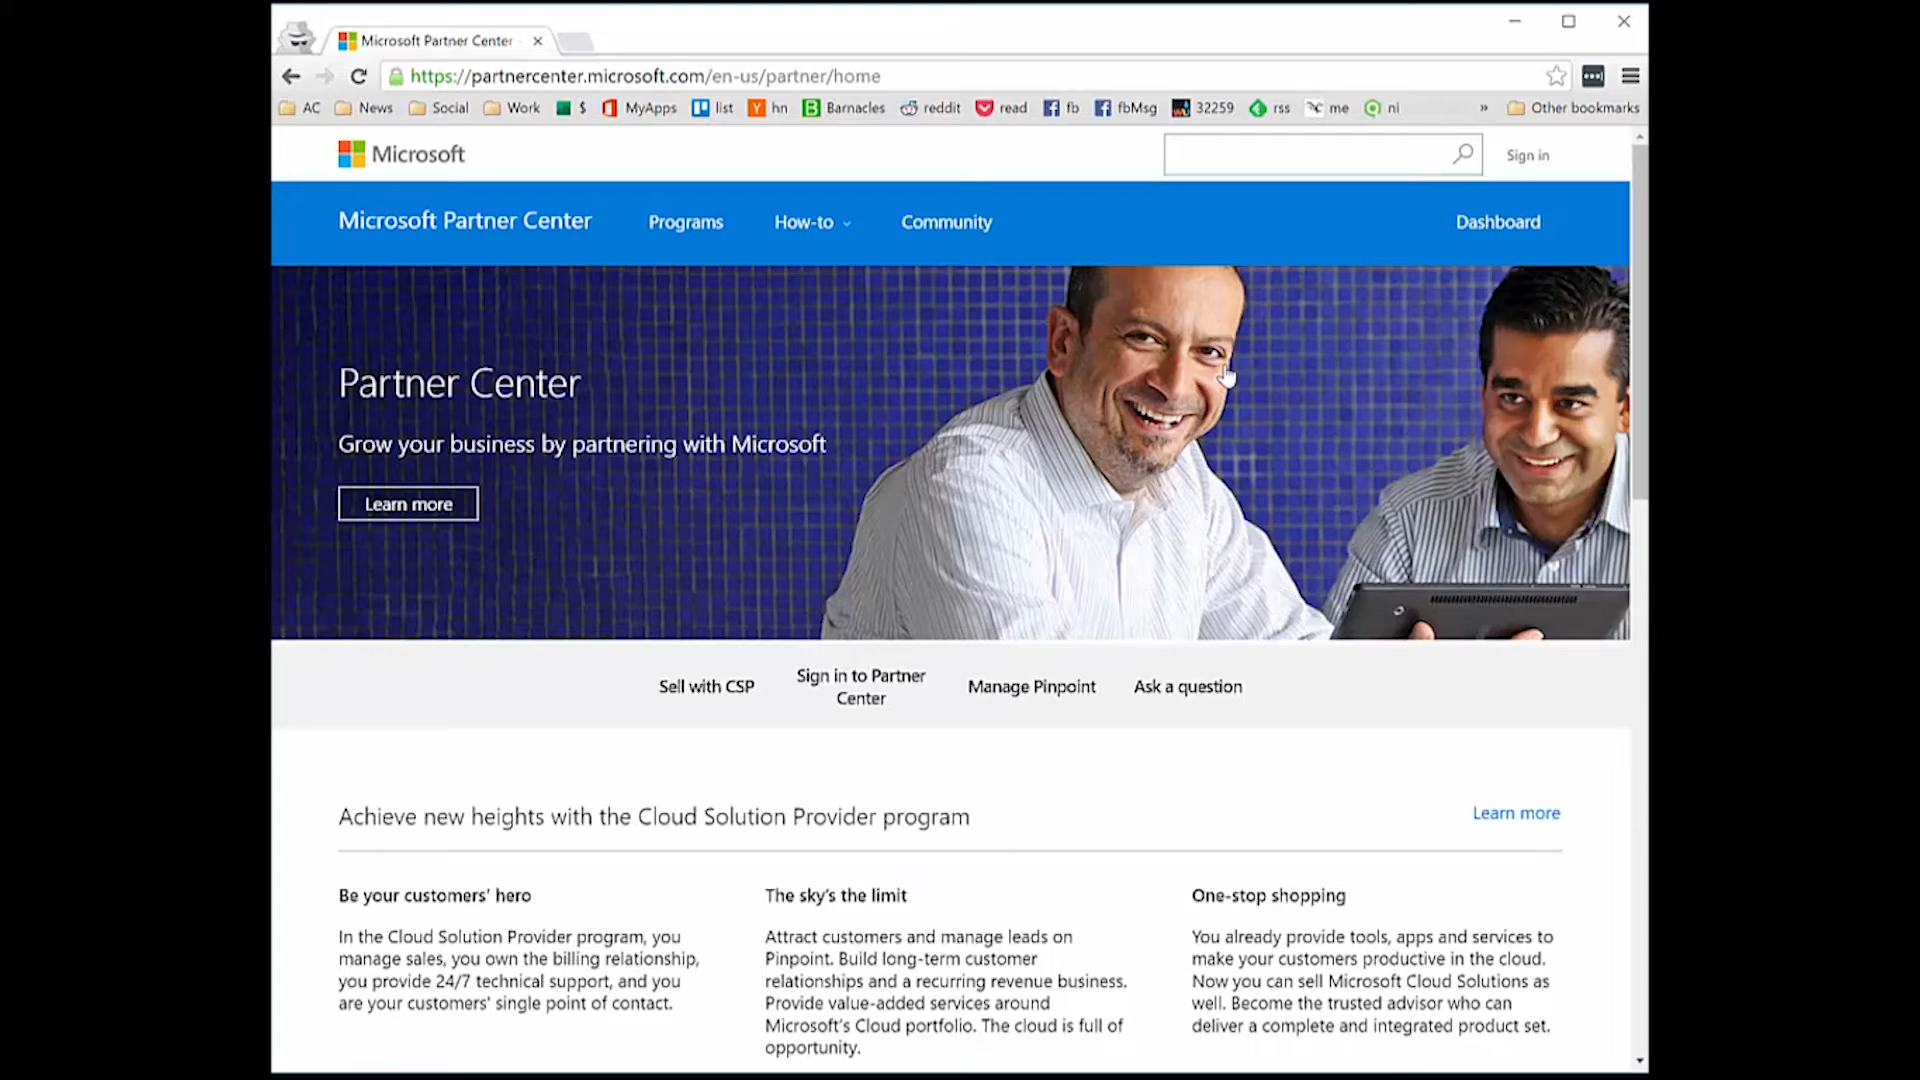 Microsoft Partner Center
https://partnercenter.microsoft.com/en-us/partner/home
AC News Social Work $ MyApps list hn Barnacles reddit read fb fbMsg 32259 rss me ni » Other bookmarks
Microsoft
Sign in
Microsoft Partner Center Programs How-to Community Dashboard
Partner Center
Grow your business by partnering with Microsoft
Learn more
Sell with CSP
Sign in to Partner
Center
Manage Pinpoint
Ask a question
Achieve new heights with the Cloud Solution Provider program
Learn more
Be your customers' hero
In the Cloud Solution Provider program, you
manage sales, you own the billing relationship,
you provide 24/7 technical support, and you
are your customers' single point of contact.
The sky's the limit
Attract customers and manage leads on
Pinpoint. Build long-term customer
relationships and a recurring revenue business.
Provide value-added services around
Microsoft's Cloud portfolio. The cloud is full of
opportunity.
One-stop shopping
You already provide tools, apps and services to
make your customers productive in the cloud.
Now you can sell Microsoft Cloud Solutions as
well. Become the trusted advisor who can
deliver a complete and integrated product set.